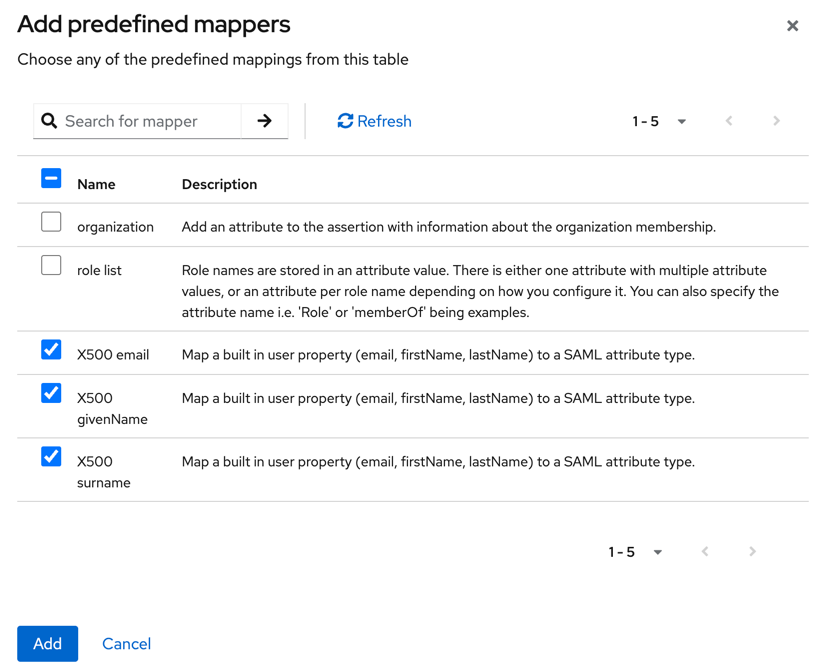 Add predefined mappers
Choose any of the predefined mappings from this table
Search for mapper
Refresh
1 - 5
Name Description
organization Add an attribute to the assertion with information about the organization membership.
role list Role names are stored in an attribute value. There is either one attribute with multiple attribute
values, or an attribute per role name depending on how you configure it. You can also specify the
attribute name i.e. 'Role' or 'memberOf' being examples.
X500 email Map a built in user property (email, firstName, lastName) to a SAML attribute type.
X500 Map a built in user property (email, firstName, lastName) to a SAML attribute type.
givenName
X500 Map a built in user property (email, firstName, lastName) to a SAML attribute type.
surname
1 - 5
Add Cancel